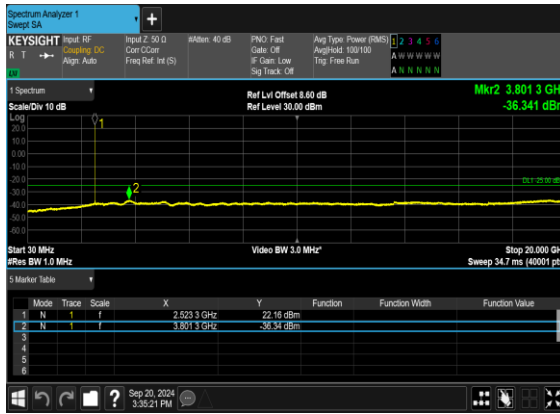 Spectrum Analyzer 1
Swept SA
KEYSIGHT Input: RF Input Z: 50 Ω #Atten: 40 dB PNO: Fast Avg Type: Power (RMS) 1 2 3 4 5 6
R T Coupling: DC Corr CCorr Gate: Off Avg|Hold: 100/100 A W W W W W
Align: Auto Freq Ref: Int (S) IF Gain: Low Trig: Free Run
Sig Track: Off A N N N N N
1 Spectrum
Scale/Div 10 dB Ref Lvl Offset 8.60 dB Mkr2 3.801 3 GHz
Ref Level 30.00 dBm -36.341 dBm
Log
20.0
10.0
0.00
-10.0
-20.0
-30.0
-40.0
-50.0
-60.0
1
2
DL1 -25.00 dB
Start 30 MHz Video BW 3.0 MHz* Stop 20.000 GH
#Res BW 1.0 MHz Sweep 34.7 ms (40001 pts
5 Marker Table
Mode Trace Scale X Y Function Function Width Function Value
1 N 1 f 2.523 3 GHz 22.16 dBm
2 N 1 f 3.801 3 GHz -36.34 dBm
3
4
5
6
Sep 20, 2024
3:35:21 PM